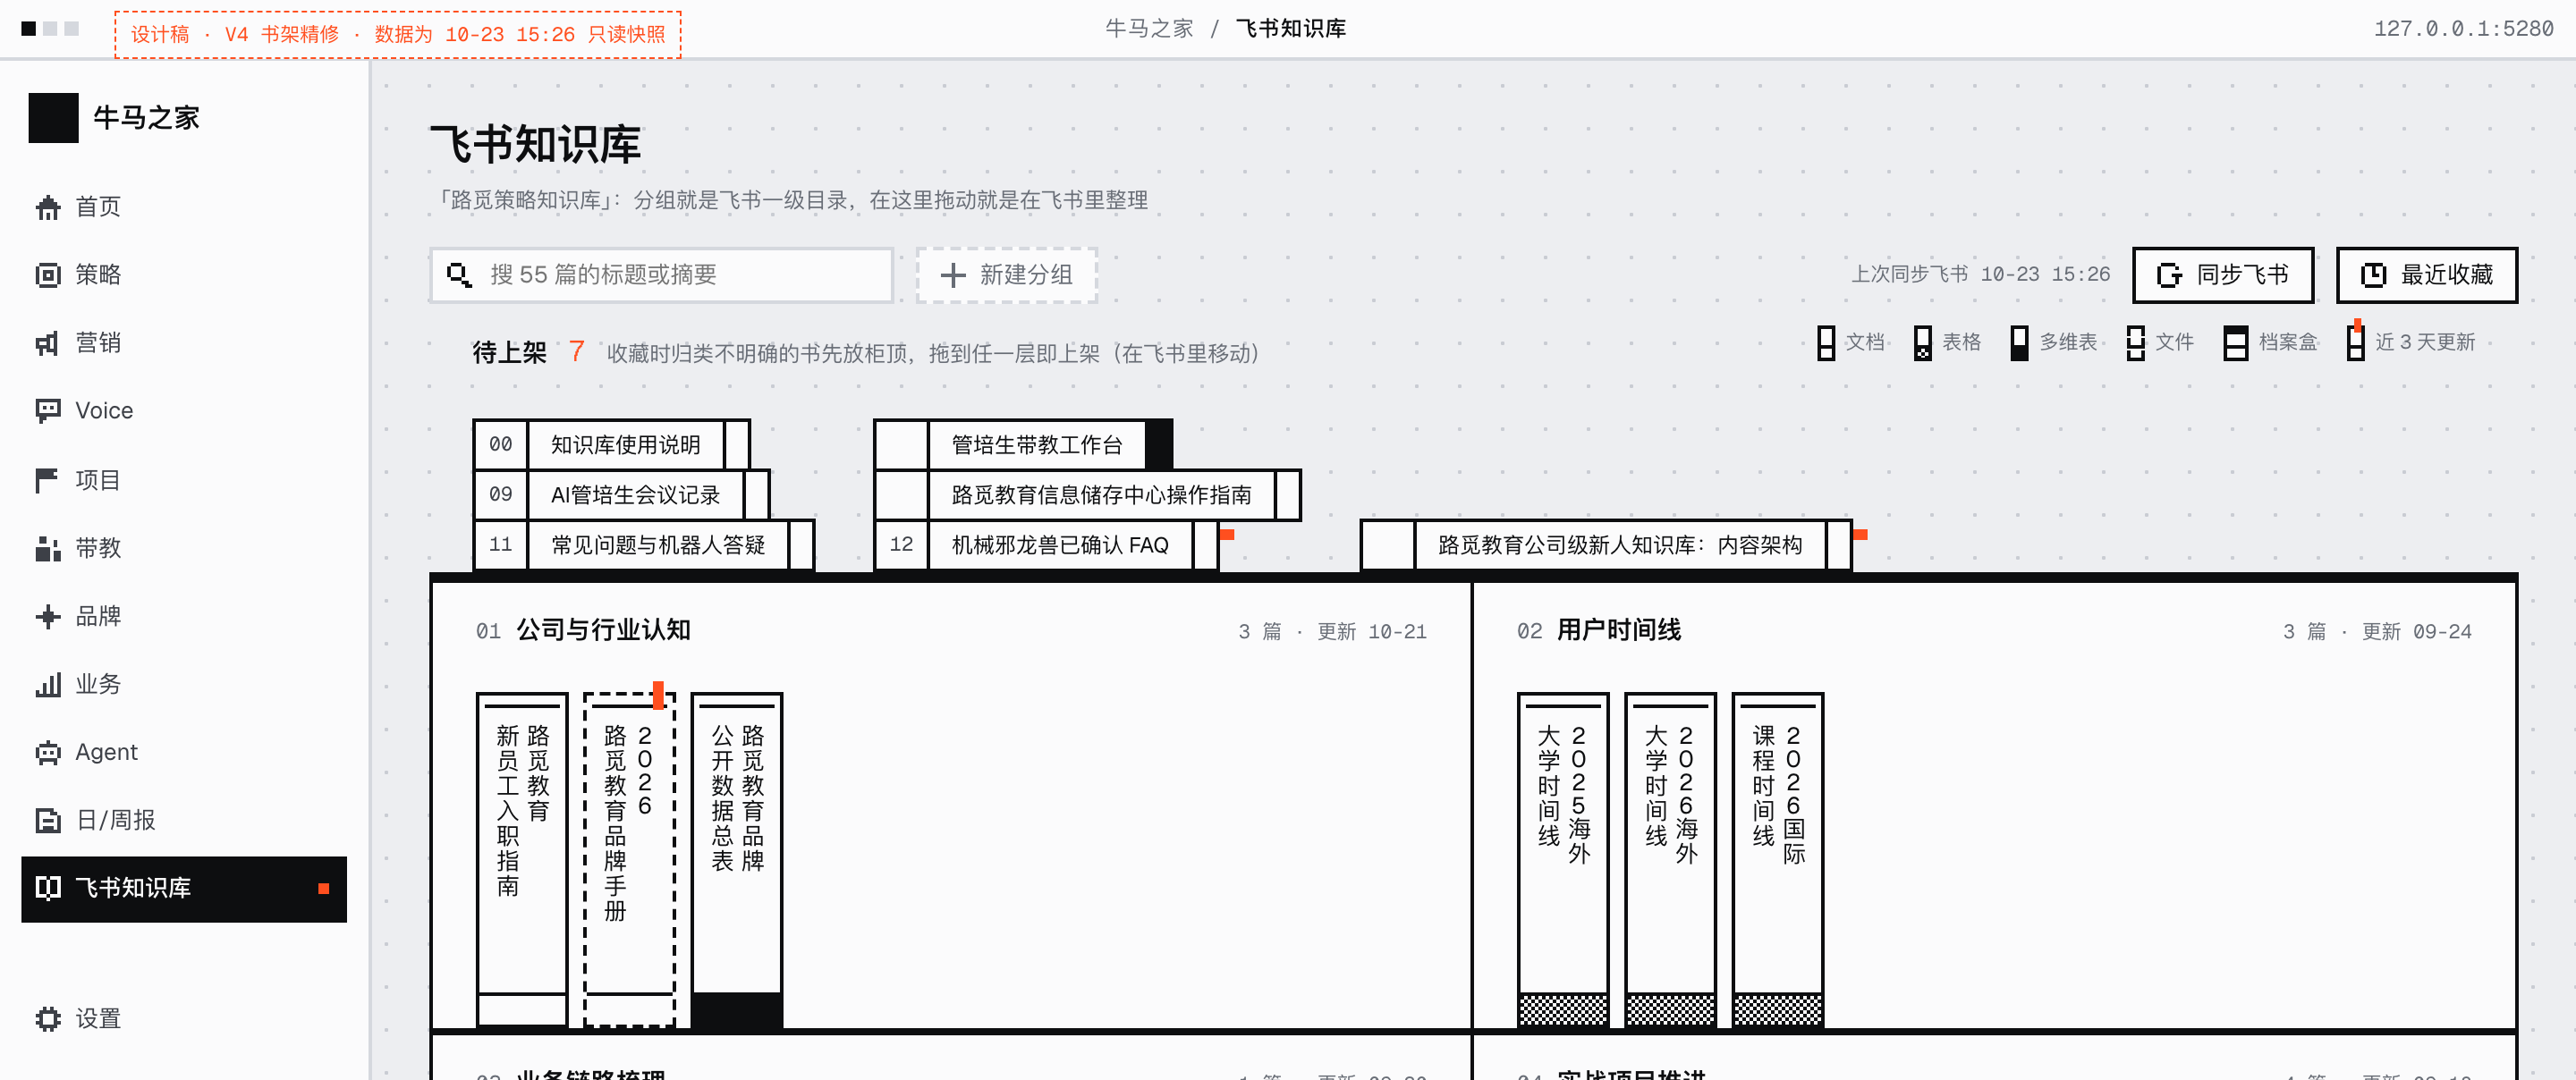 设计稿 · V4 书架精修 · 数据为 10-23 15:26 只读快照
牛马之家 / 飞书知识库
127.0.0.1:5280
牛马之家
首页
策略
营销
Voice
项目
带教
品牌
业务
Agent
日/周报
飞书知识库
设置
飞书知识库
「路觅策略知识库」：分组就是飞书一级目录，在这里拖动就是在飞书里整理
搜 55 篇的标题或摘要
新建分组
上次同步飞书 10-23 15:26
同步飞书
最近收藏
待上架 7 收藏时归类不明确的书先放柜顶，拖到任一层即上架（在飞书里移动）
文档
表格
多维表
文件
档案盒
近 3 天更新
00 知识库使用说明
09 AI管培生会议记录
11 常见问题与机器人答疑
管培生带教工作台
路觅教育信息储存中心操作指南
12 机械邪龙兽已确认 FAQ
路觅教育公司级新人知识库：内容架构
01 公司与行业认知
3 篇 · 更新 10-21
路觅教育
新员工入职指南
2026
路觅教育品牌手册
路觅教育品牌
公开数据总表
02 用户时间线
3 篇 · 更新 09-24
2025海外
大学时间线
2026海外
大学时间线
2026国际
课程时间线
业务链路梳理
实战项目推进